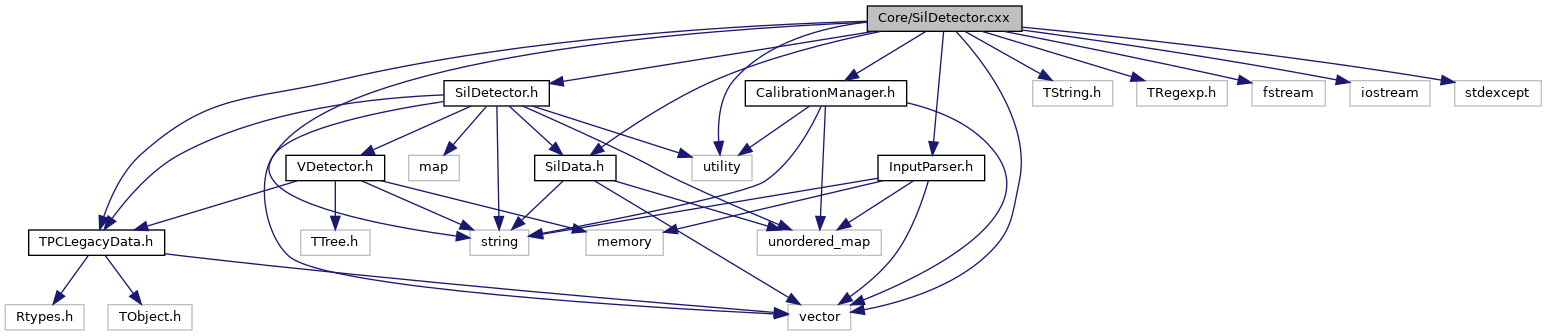 Core/SilDetector.cxx
SilDetector.h
CalibrationManager.h
TString.h
TRegexp.h
fstream
iostream
stdexcept
VDetector.h
map
SilData.h
utility
InputParser.h
TPCLegacyData.h
TTree.h
string
memory
unordered_map
Rtypes.h
TObject.h
vector